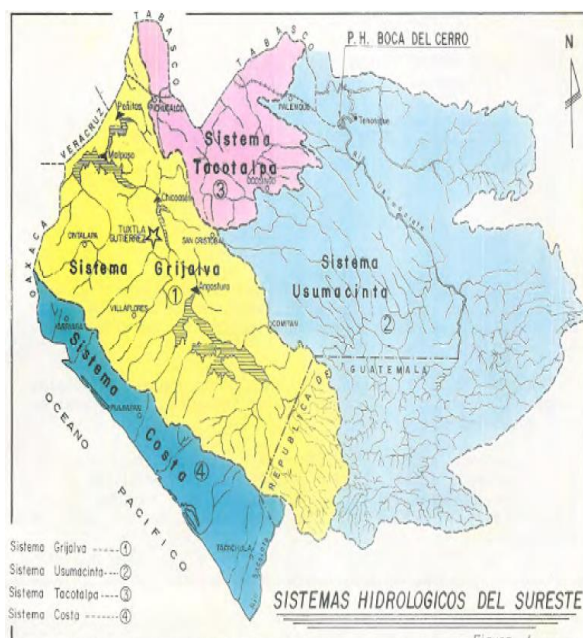 TABASCO
TABASCO
P.H. BOCA DEL CERRO
N
VERACRUZ
Peñitas
PICHUCALCO
PALENQUE
Tenosique
Malpaso
Sistema
Tacotalpa
OCOSINGO
③
Chicoasén
OAXACA
CINTALAPA
TUXTLA
GUTIERREZ
SAN CRISTOBAL
Sistema Grijalva
Sistema
Usumacinta
①
Angostura
②
VILLAFLORES
COMITAN
GUATEMALA
REPUBLICA DE
Sistema Costa
④
OCEANO PACIFICO
TAPACHULA
Sistema Grijalva ---- ①
Sistema Usumacinta ---- ②
Sistema Tacotalpa ---- ③
Sistema Costa ---- ④
SISTEMAS HIDROLOGICOS DEL SURESTE